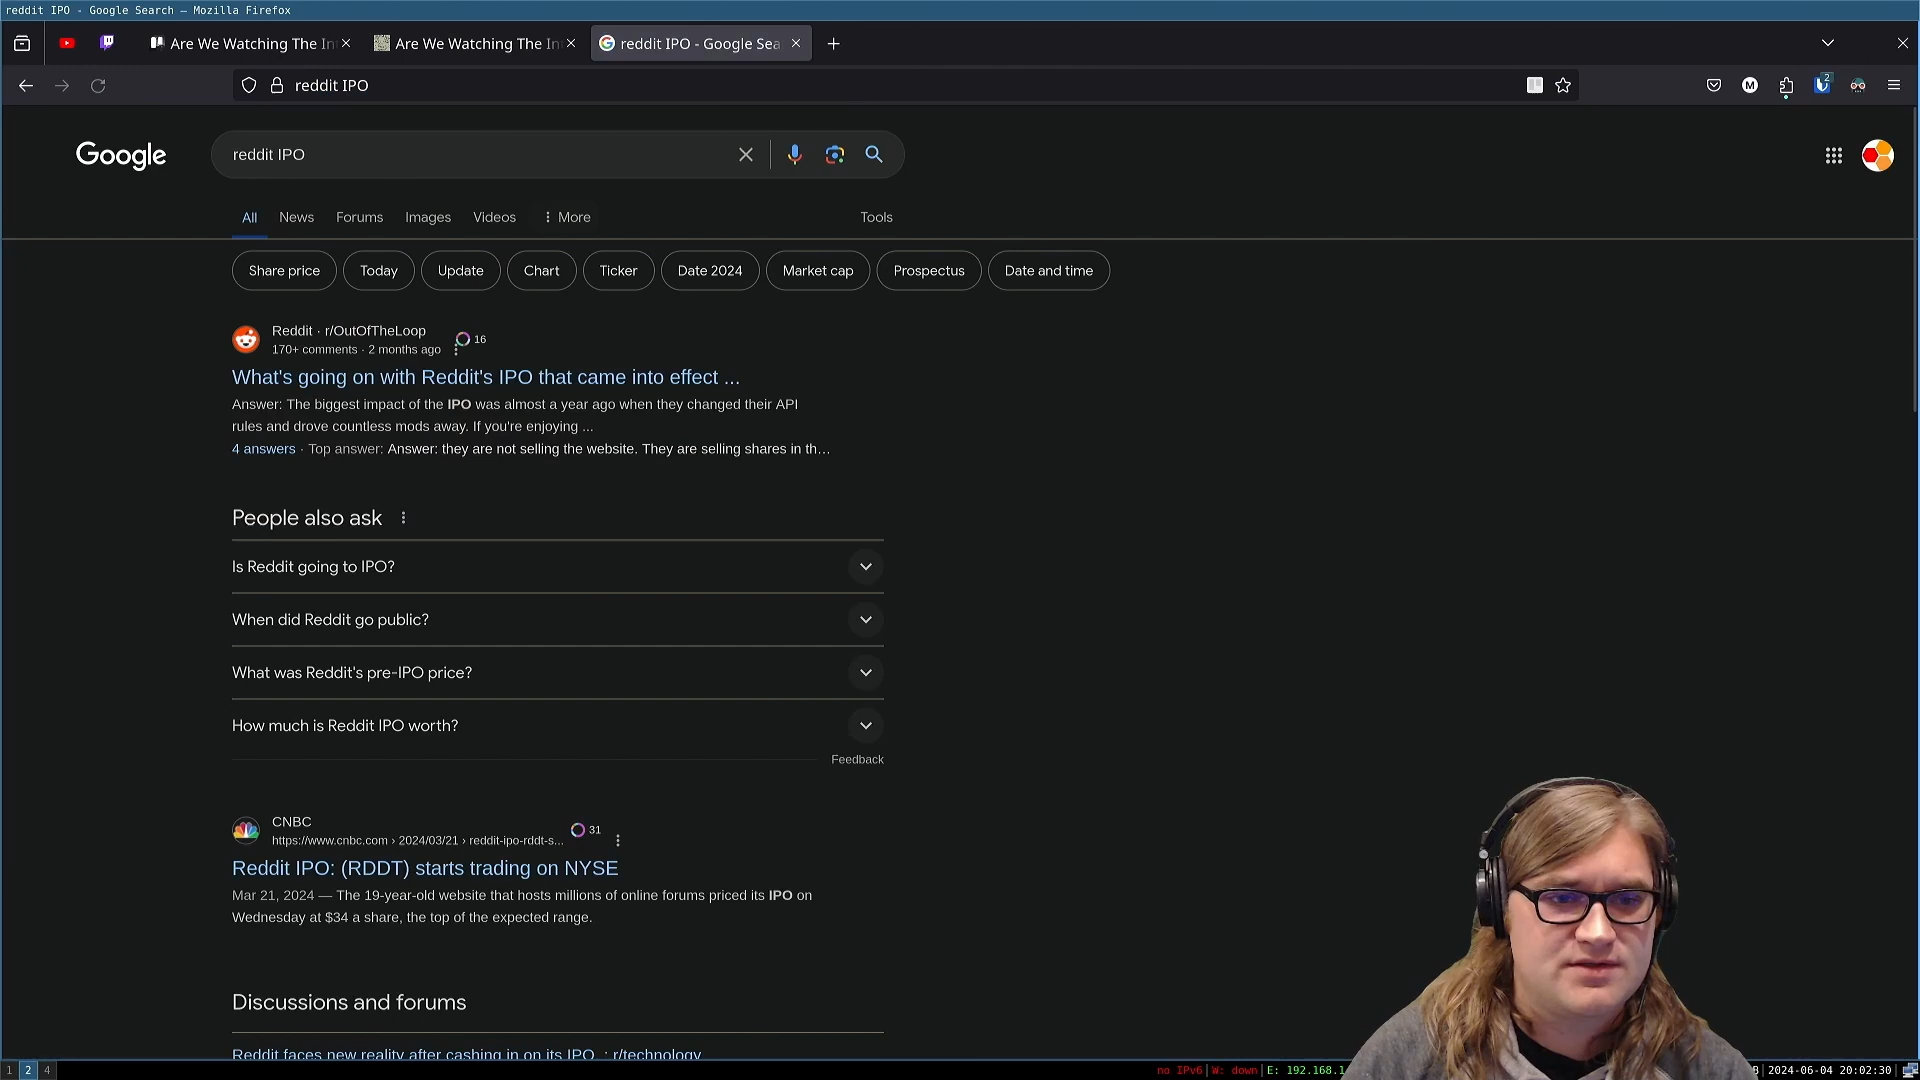 reddit IPO - Google Search — Mozilla Firefox
Are We Watching The In
Are We Watching The In
reddit IPO - Google Sea
reddit IPO
M
2
Google
reddit IPO
All
News
Forums
Images
Videos
More
Tools
Share price
Today
Update
Chart
Ticker
Date 2024
Market cap
Prospectus
Date and time
Reddit · r/OutOfTheLoop
16
170+ comments · 2 months ago
What's going on with Reddit's IPO that came into effect ...
Answer: The biggest impact of the IPO was almost a year ago when they changed their API
rules and drove countless mods away. If you're enjoying ...
4 answers · Top answer: Answer: they are not selling the website. They are selling shares in th…
People also ask
Is Reddit going to IPO?
When did Reddit go public?
What was Reddit's pre-IPO price?
How much is Reddit IPO worth?
Feedback
CNBC
31
https://www.cnbc.com › 2024/03/21 › reddit-ipo-rddt-s...
Reddit IPO: (RDDT) starts trading on NYSE
Mar 21, 2024 — The 19-year-old website that hosts millions of online forums priced its IPO on
Wednesday at $34 a share, the top of the expected range.
Discussions and forums
Reddit faces new reality after cashing in on its IPO. : r/technology
1 2 4
no IPv6|W: down|E: 192.168.1
B|2024-06-04 20:02:30